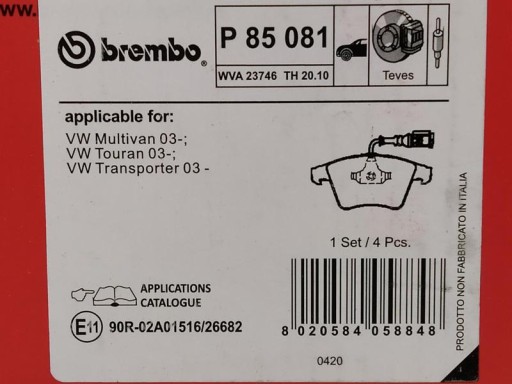 www.
brembo®
P 85 081
WVA 23746 TH 20.10
Teves
applicable for:
VW Multivan 03-;
VW Touran 03-;
VW Transporter 03 -
1 Set / 4 Pcs.
APPLICATIONS
CATALOGUE
E11 90R-02A01516/26682
8 020584 058848
0420
PRODOTTO NON FABBRICATO IN ITALIA